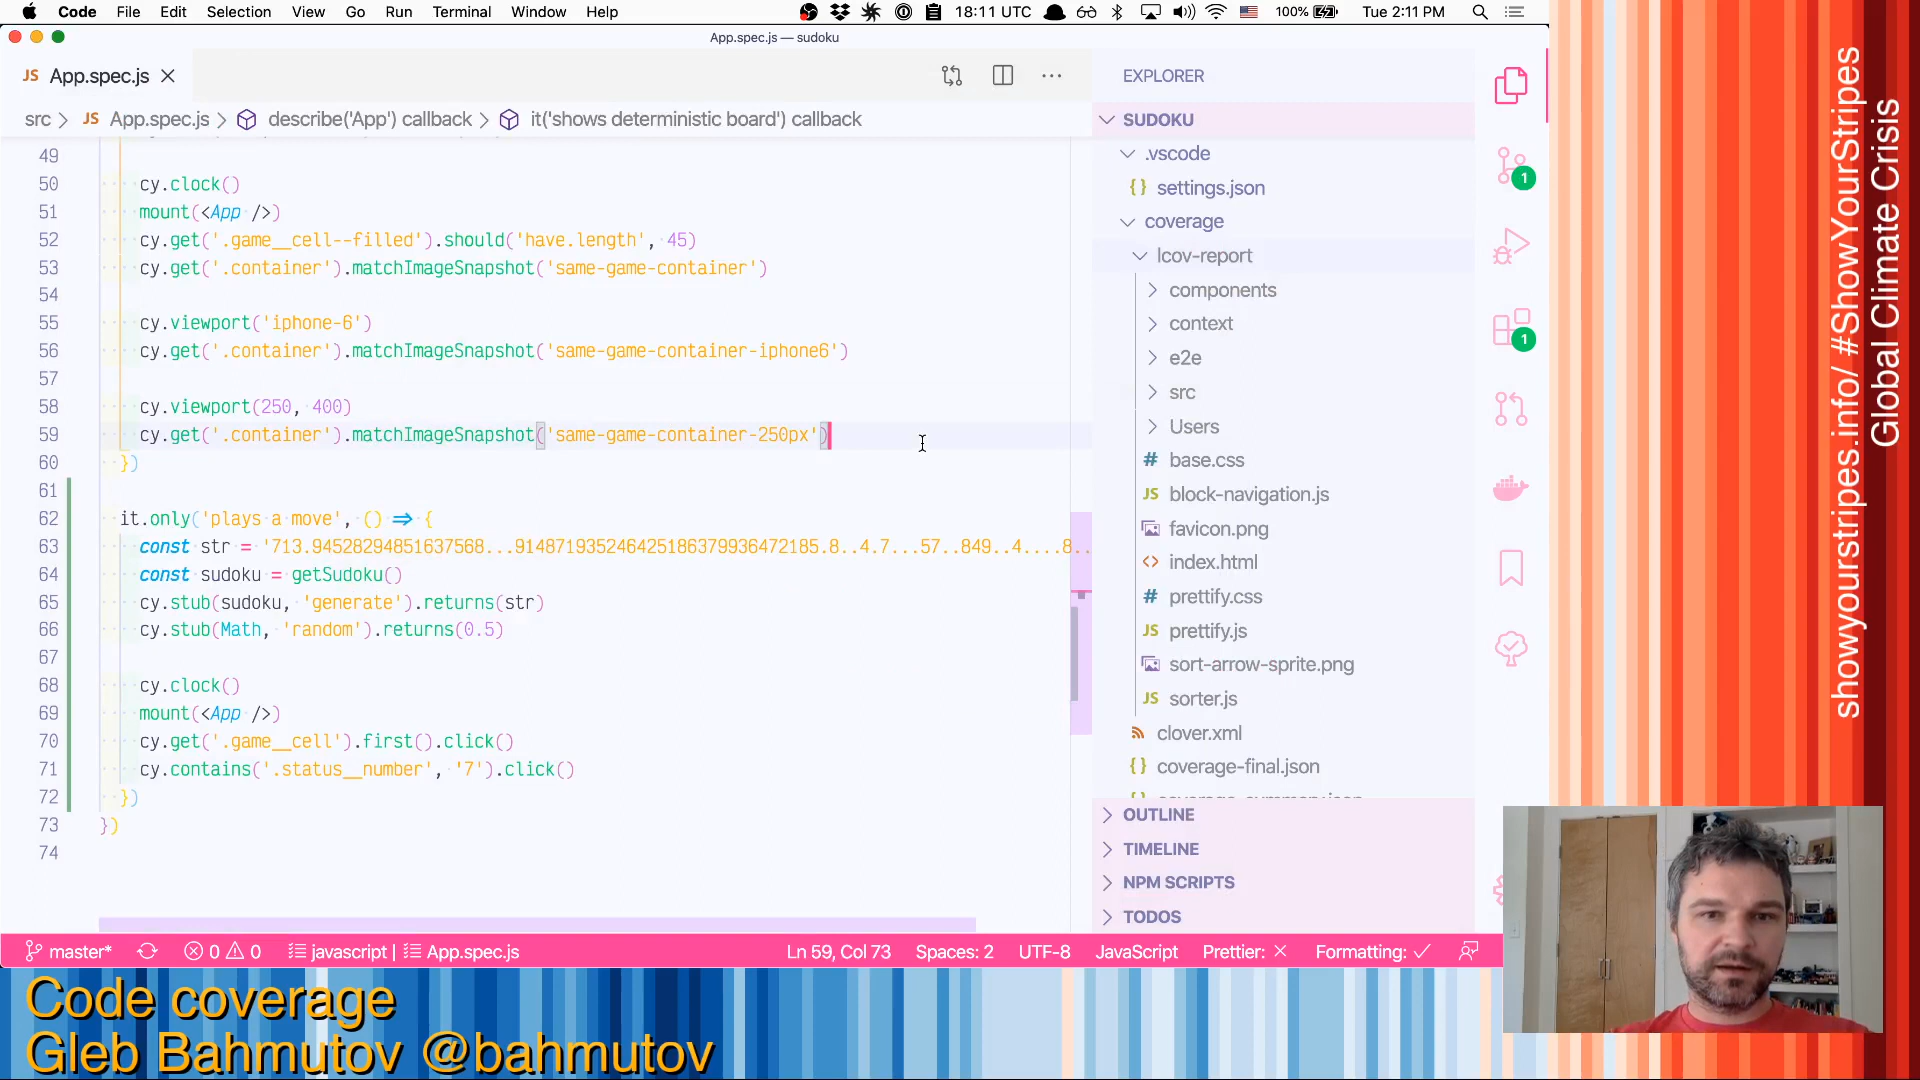 Code File Edit Selection View Go Run Terminal Window Help 18:11 UTC 100% Tue 2:11 PM
App.spec.js — sudoku
JS App.spec.js
src > JS App.spec.js > describe('App') callback > it('shows deterministic board') callback
49
50 cy.clock()
51 mount(<App />)
52 cy.get('.game__cell--filled').should('have.length', 45)
53 cy.get('.container').matchImageSnapshot('same-game-container')
54
55 cy.viewport('iphone-6')
56 cy.get('.container').matchImageSnapshot('same-game-container-iphone6')
57
58 cy.viewport(250, 400)
59 cy.get('.container').matchImageSnapshot('same-game-container-250px')
60 })
61
62 it.only('plays a move', () => {
63 const str = '713.94528294851637568...914871935246425186379936472185.8..4.7...57..849..4....8..
64 const sudoku = getSudoku()
65 cy.stub(sudoku, 'generate').returns(str)
66 cy.stub(Math, 'random').returns(0.5)
67
68 cy.clock()
69 mount(<App />)
70 cy.get('.game__cell').first().click()
71 cy.contains('.status__number', '7').click()
72 })
73 })
74
EXPLORER
SUDOKU
.vscode
{} settings.json
coverage
lcov-report
components
context
e2e
src
Users
# base.css
JS block-navigation.js
favicon.png
<> index.html
# prettify.css
JS prettify.js
sort-arrow-sprite.png
JS sorter.js
clover.xml
{} coverage-final.json
OUTLINE
TIMELINE
NPM SCRIPTS
TODOS
1
1
master* 0 0 javascript | App.spec.js Ln 59, Col 73 Spaces: 2 UTF-8 JavaScript Prettier: × Formatting: ✓
Code coverage
Gleb Bahmutov @bahmutov
showyourstripes.info/ #ShowYourStripes
Global Climate Crisis